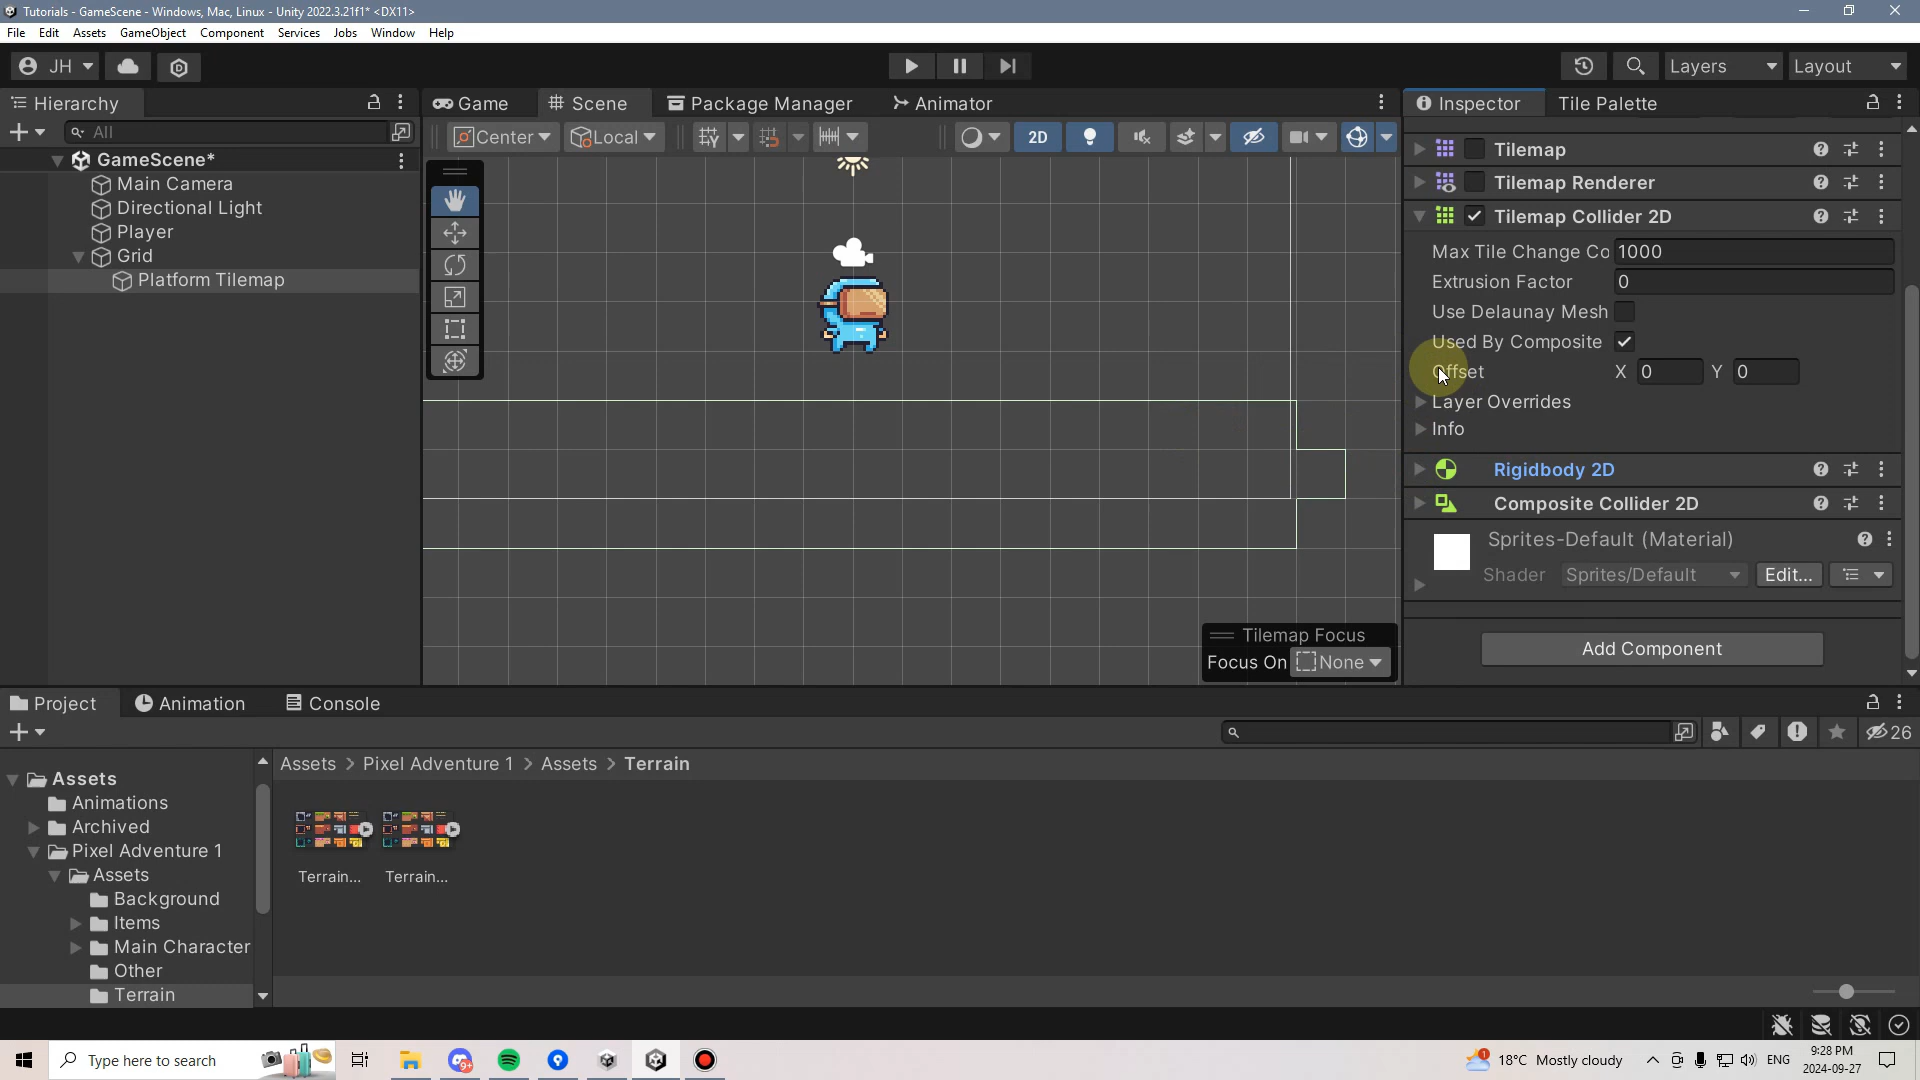 Tutorials - GameScene - Windows, Mac, Linux - Unity 2022.3.21f1* <DX11>
File Edit Assets GameObject Component Services Jobs Window Help
JH Layers Layout
Hierarchy
All
GameScene*
Main Camera
Directional Light
Player
Grid
Platform Tilemap
Game Scene Package Manager Animator
Center Local 2D
Tilemap Focus
Focus On None
Inspector Tile Palette
Tilemap
Tilemap Renderer
Tilemap Collider 2D
Max Tile Change Co 1000
Extrusion Factor 0
Use Delaunay Mesh
Used By Composite
Offset X 0 Y 0
Layer Overrides
Info
Rigidbody 2D
Composite Collider 2D
Sprites-Default (Material)
Shader Sprites/Default Edit...
Add Component
Project Animation Console
26
Assets
Animations
Archived
Pixel Adventure 1
Assets
Background
Items
Main Character
Other
Terrain
Assets > Pixel Adventure 1 > Assets > Terrain
Terrain... Terrain...
Type here to search
9+
1
18°C Mostly cloudy
ENG
9:28 PM
2024-09-27